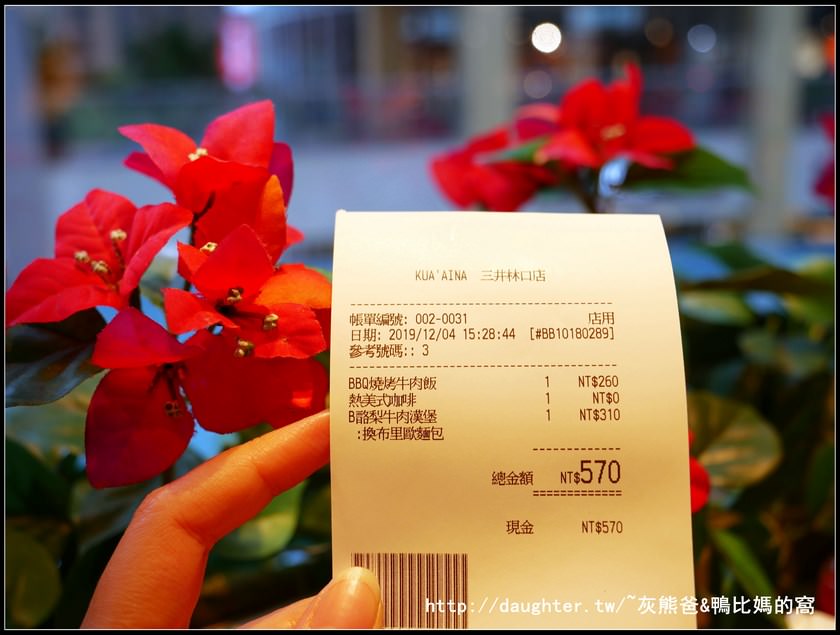 KUA'AINA 三井林口店
帳單編號: 002-0031 店用
日期: 2019/12/04 15:28:44 [#BB10180289]
參考號碼:: 3
BBQ燒烤牛肉飯 1 NT$260
熱美式咖啡 1 NT$0
B酪梨牛肉漢堡 1 NT$310
:換布里歐麵包
總金額 NT$570
現金 NT$570
http://daughter.tw/~灰熊爸&鴨比媽的窩